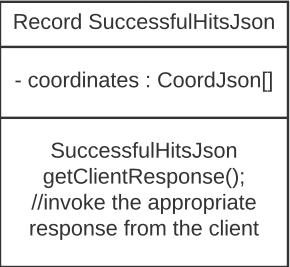 Record SuccessfulHitsJson
- coordinates : CoordJson[]
SuccessfulHitsJson
getClientResponse();
//invoke the appropriate
response from the client